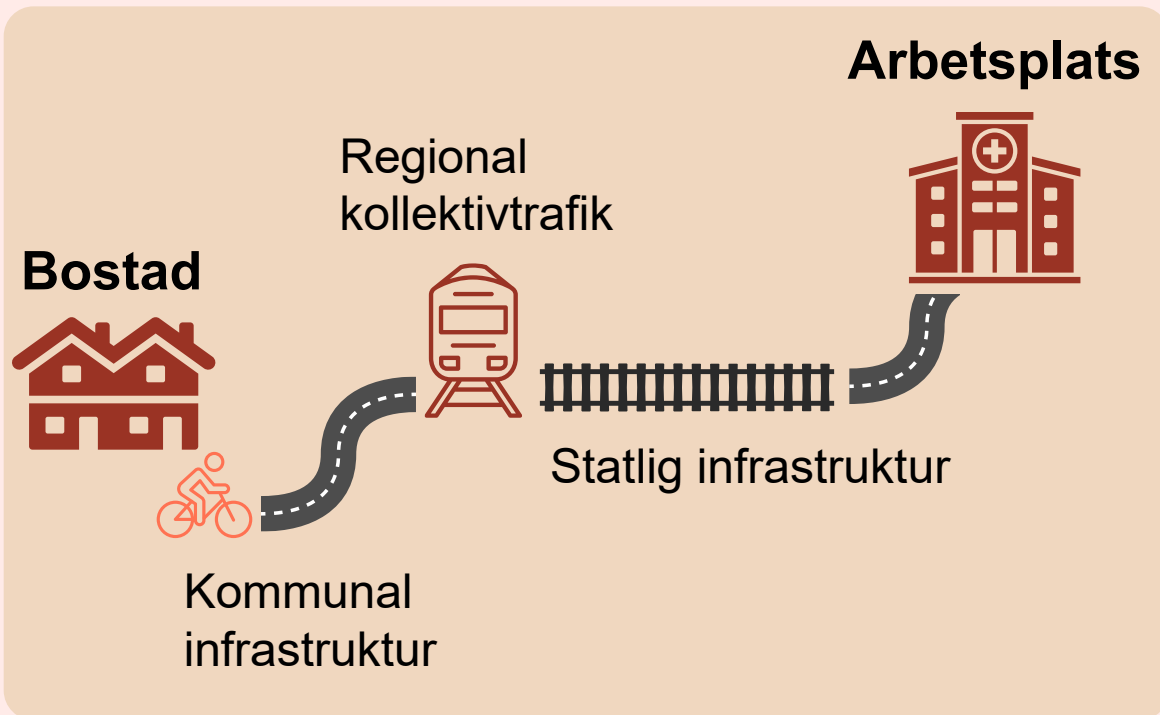 Arbetsplats
Regional
kollektivtrafik
Bostad
Statlig infrastruktur
Kommunal
infrastruktur